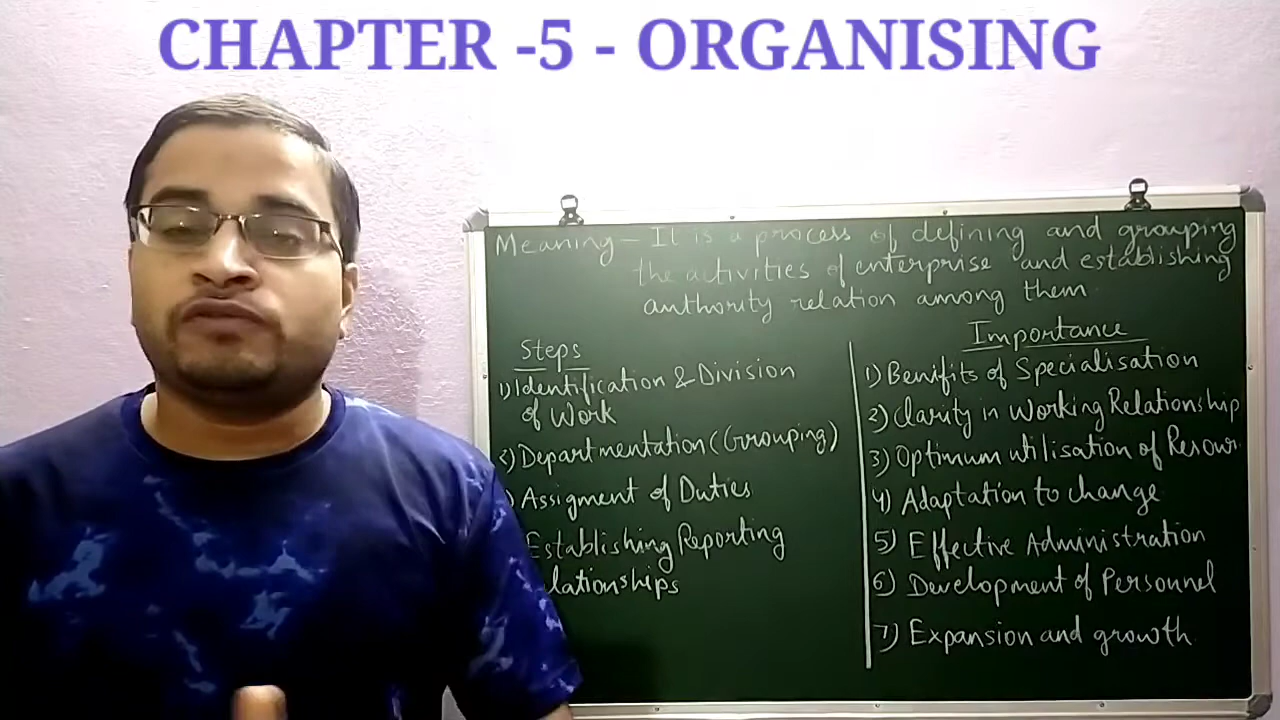 CHAPTER -5 - ORGANISING
Meaning - It is a process of defining and grouping
the activities of enterprise and establishing
authority relation among them
Steps
1) Identification & Division
of Work
2) Departmentation (Grouping)
) Assigment of Duties
Establishing Reporting
lationships
Importance
1) Benifits of Specialisation
2) Clarity in Working Relationship
3) Optimum utilisation of Resour
4) Adaptation to change
5) Effective Administration
6) Development of Personnel
7) Expansion and growth